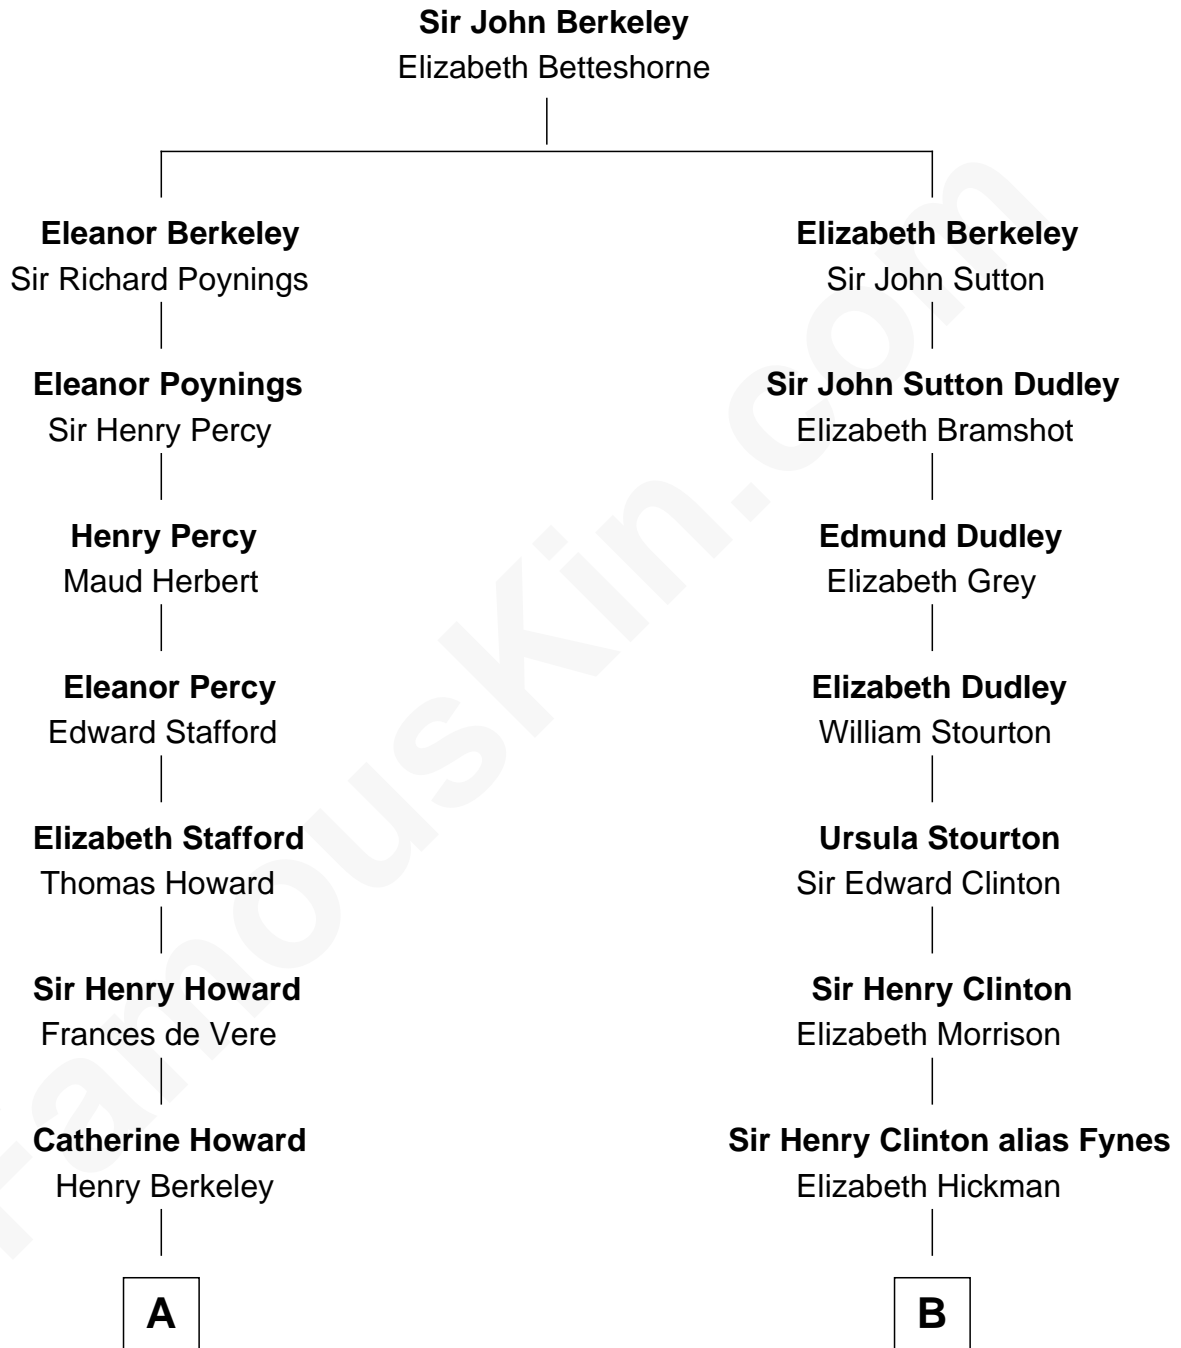 Sir John Berkeley
Elizabeth Betteshorne
Eleanor Berkeley
Sir Richard Poynings
Elizabeth Berkeley
Sir John Sutton
Eleanor Poynings
Sir Henry Percy
Sir John Sutton Dudley
Elizabeth Bramshot
Henry Percy
Maud Herbert
Edmund Dudley
Elizabeth Grey
Eleanor Percy
Edward Stafford
Elizabeth Dudley
William Stourton
Elizabeth Stafford
Thomas Howard
Ursula Stourton
Sir Edward Clinton
Sir Henry Howard
Frances de Vere
Sir Henry Clinton
Elizabeth Morrison
Catherine Howard
Henry Berkeley
Sir Henry Clinton alias Fynes
Elizabeth Hickman
A
B
FamousKin.com